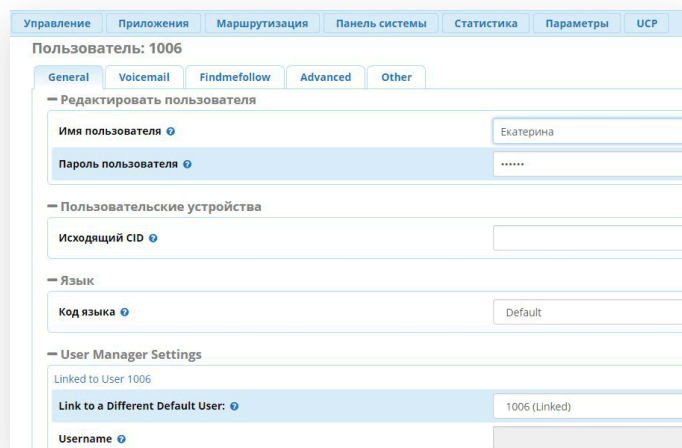 Управление Приложения Маршрутизация Панель системы Статистика Параметры UCP
Пользователь: 1006
General Voicemail Findmefollow Advanced Other
Редактировать пользователя
Имя пользователя Екатерина
Пароль пользователя ••••••
Пользовательские устройства
Исходящий CID
Язык
Код языка Default
User Manager Settings
Linked to User 1006
Link to a Different Default User: 1006 (Linked)
Username